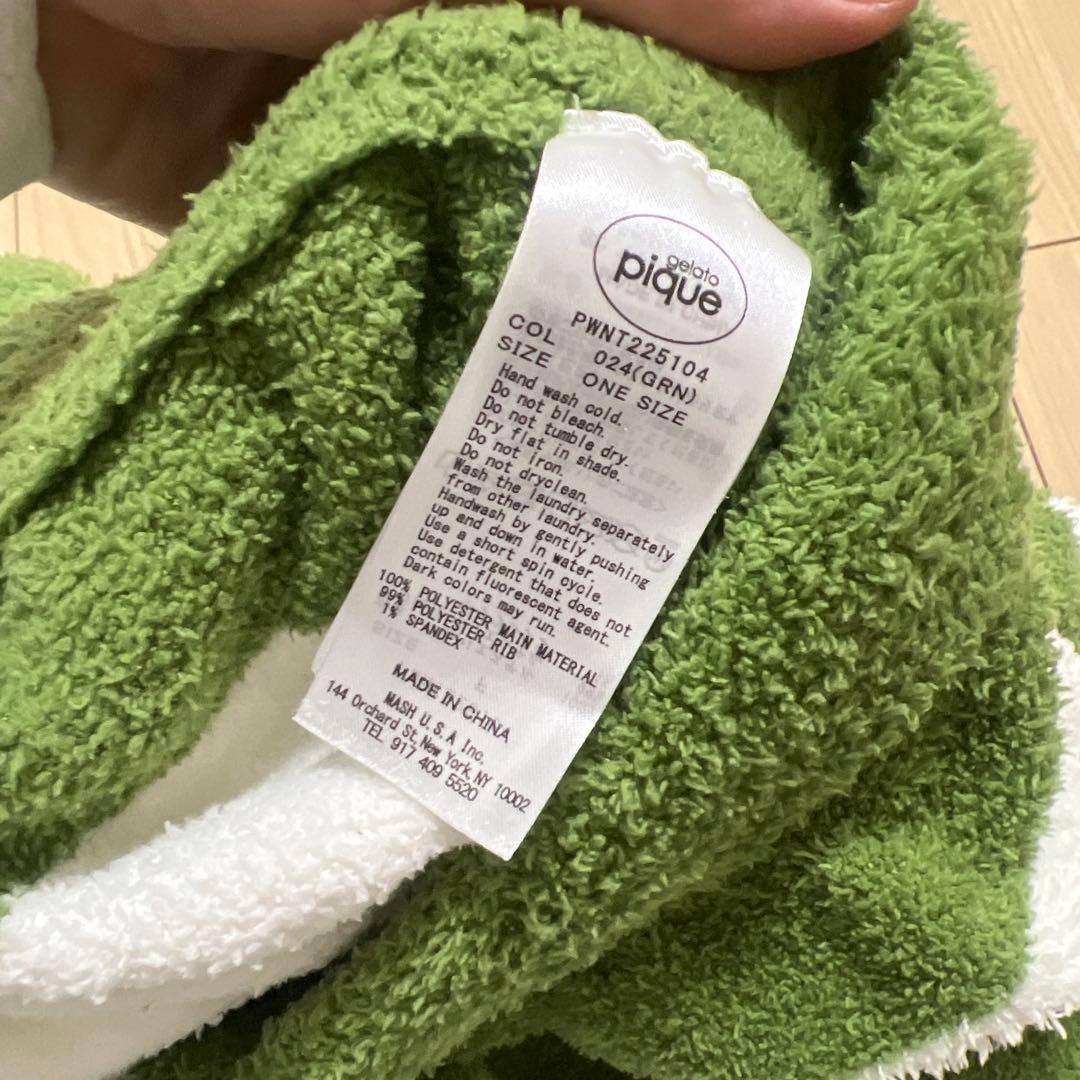 gelato
pique
PWNT225104
COL 024(GRN)
SIZE ONE SIZE
Hand wash cold.
Do not bleach.
Do not tumble dry.
Dry flat in shade.
Do not iron.
Do not dryclean.
Wash the laundry separately
from other laundry.
Handwash by gently pushing
up and down in water.
Use a short spin cycle.
Use detergent that does not
contain fluorescent agent.
Dark colors may run.
100% POLYESTER MAIN MATERIAL
99% POLYESTER RIB
1% SPANDEX
MADE IN CHINA
MASH U.S.A Inc.
144 Orchard St. New York, NY 10002
TEL 917 409 5520